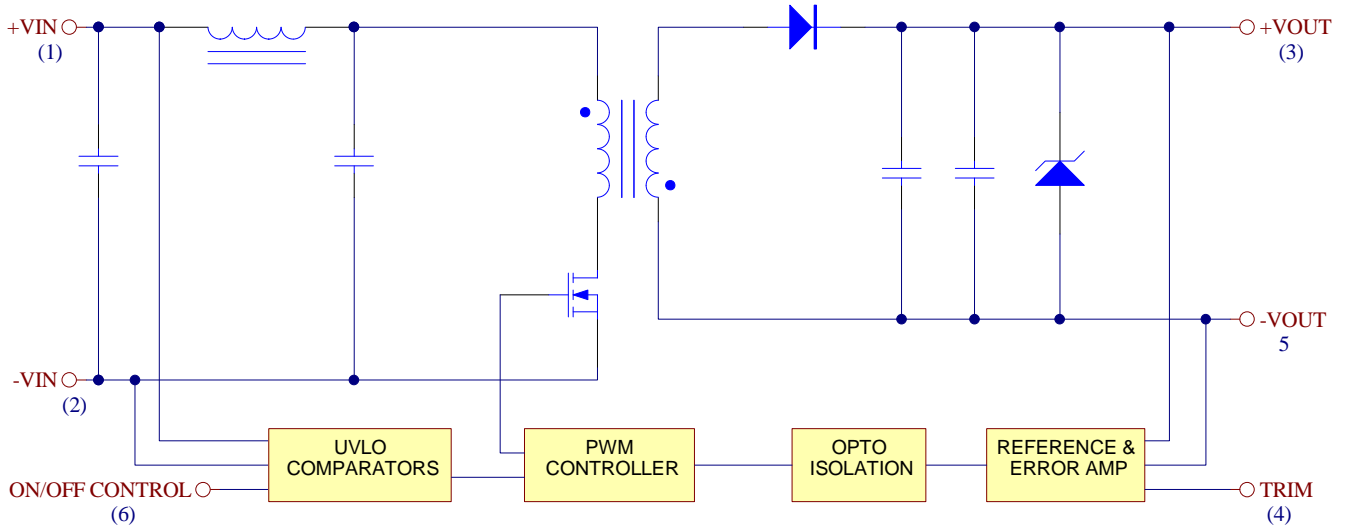 +VIN
(1)
+VOUT
(3)
-VOUT
5
-VIN
(2)
UVLO
COMPARATORS
PWM
CONTROLLER
OPTO
ISOLATION
REFERENCE &
ERROR AMP
ON/OFF CONTROL
(6)
TRIM
(4)